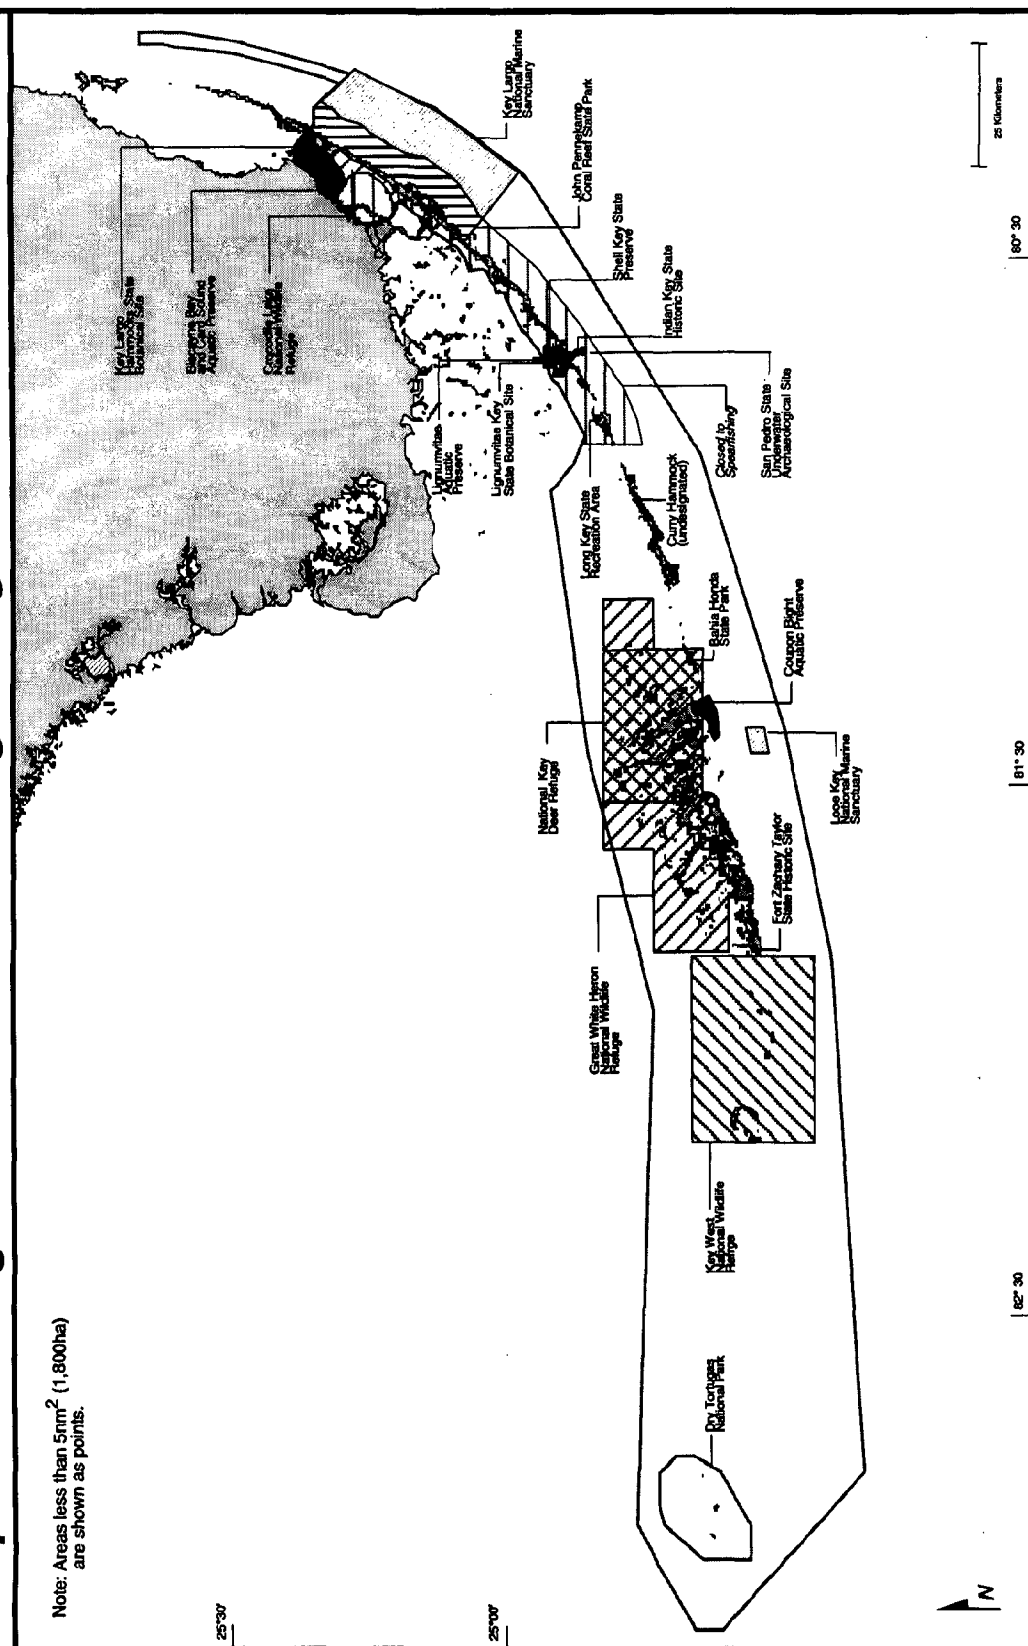 Note: Areas less than 5nm² (1,800ha)
are shown as points.
25°30'
25°00'
Key Largo
Hammocks State
Botanical Site
Biscayne Bay
and Card Sound
Aquatic Preserve
Crocodile Lake
National Wildlife
Refuge
Lignumvitae
Aquatic
Preserve
Lignumvitae Key
State Botanical Site
Key Largo
National Marine
Sanctuary
John Pennekamp
Coral Reef State Park
Shell Key State
Preserve
Indian Key State
Historic Site
San Pedro State
Underwater
Archaeological Site
Closed to
Spearfishing
Long Key State
Recreation Area
Curry Hammock
(undesignated)
Bahia Honda
State Park
Coupon Bight
Aquatic Preserve
National Key
Deer Refuge
Looe Key
National Marine
Sanctuary
Fort Zachary Taylor
State Historic Site
Great White Heron
National Wildlife
Refuge
Key West
National Wildlife
Refrge
Dry Tortugas
National Park
25 Kilometers
80° 30
81° 30
82° 30
N